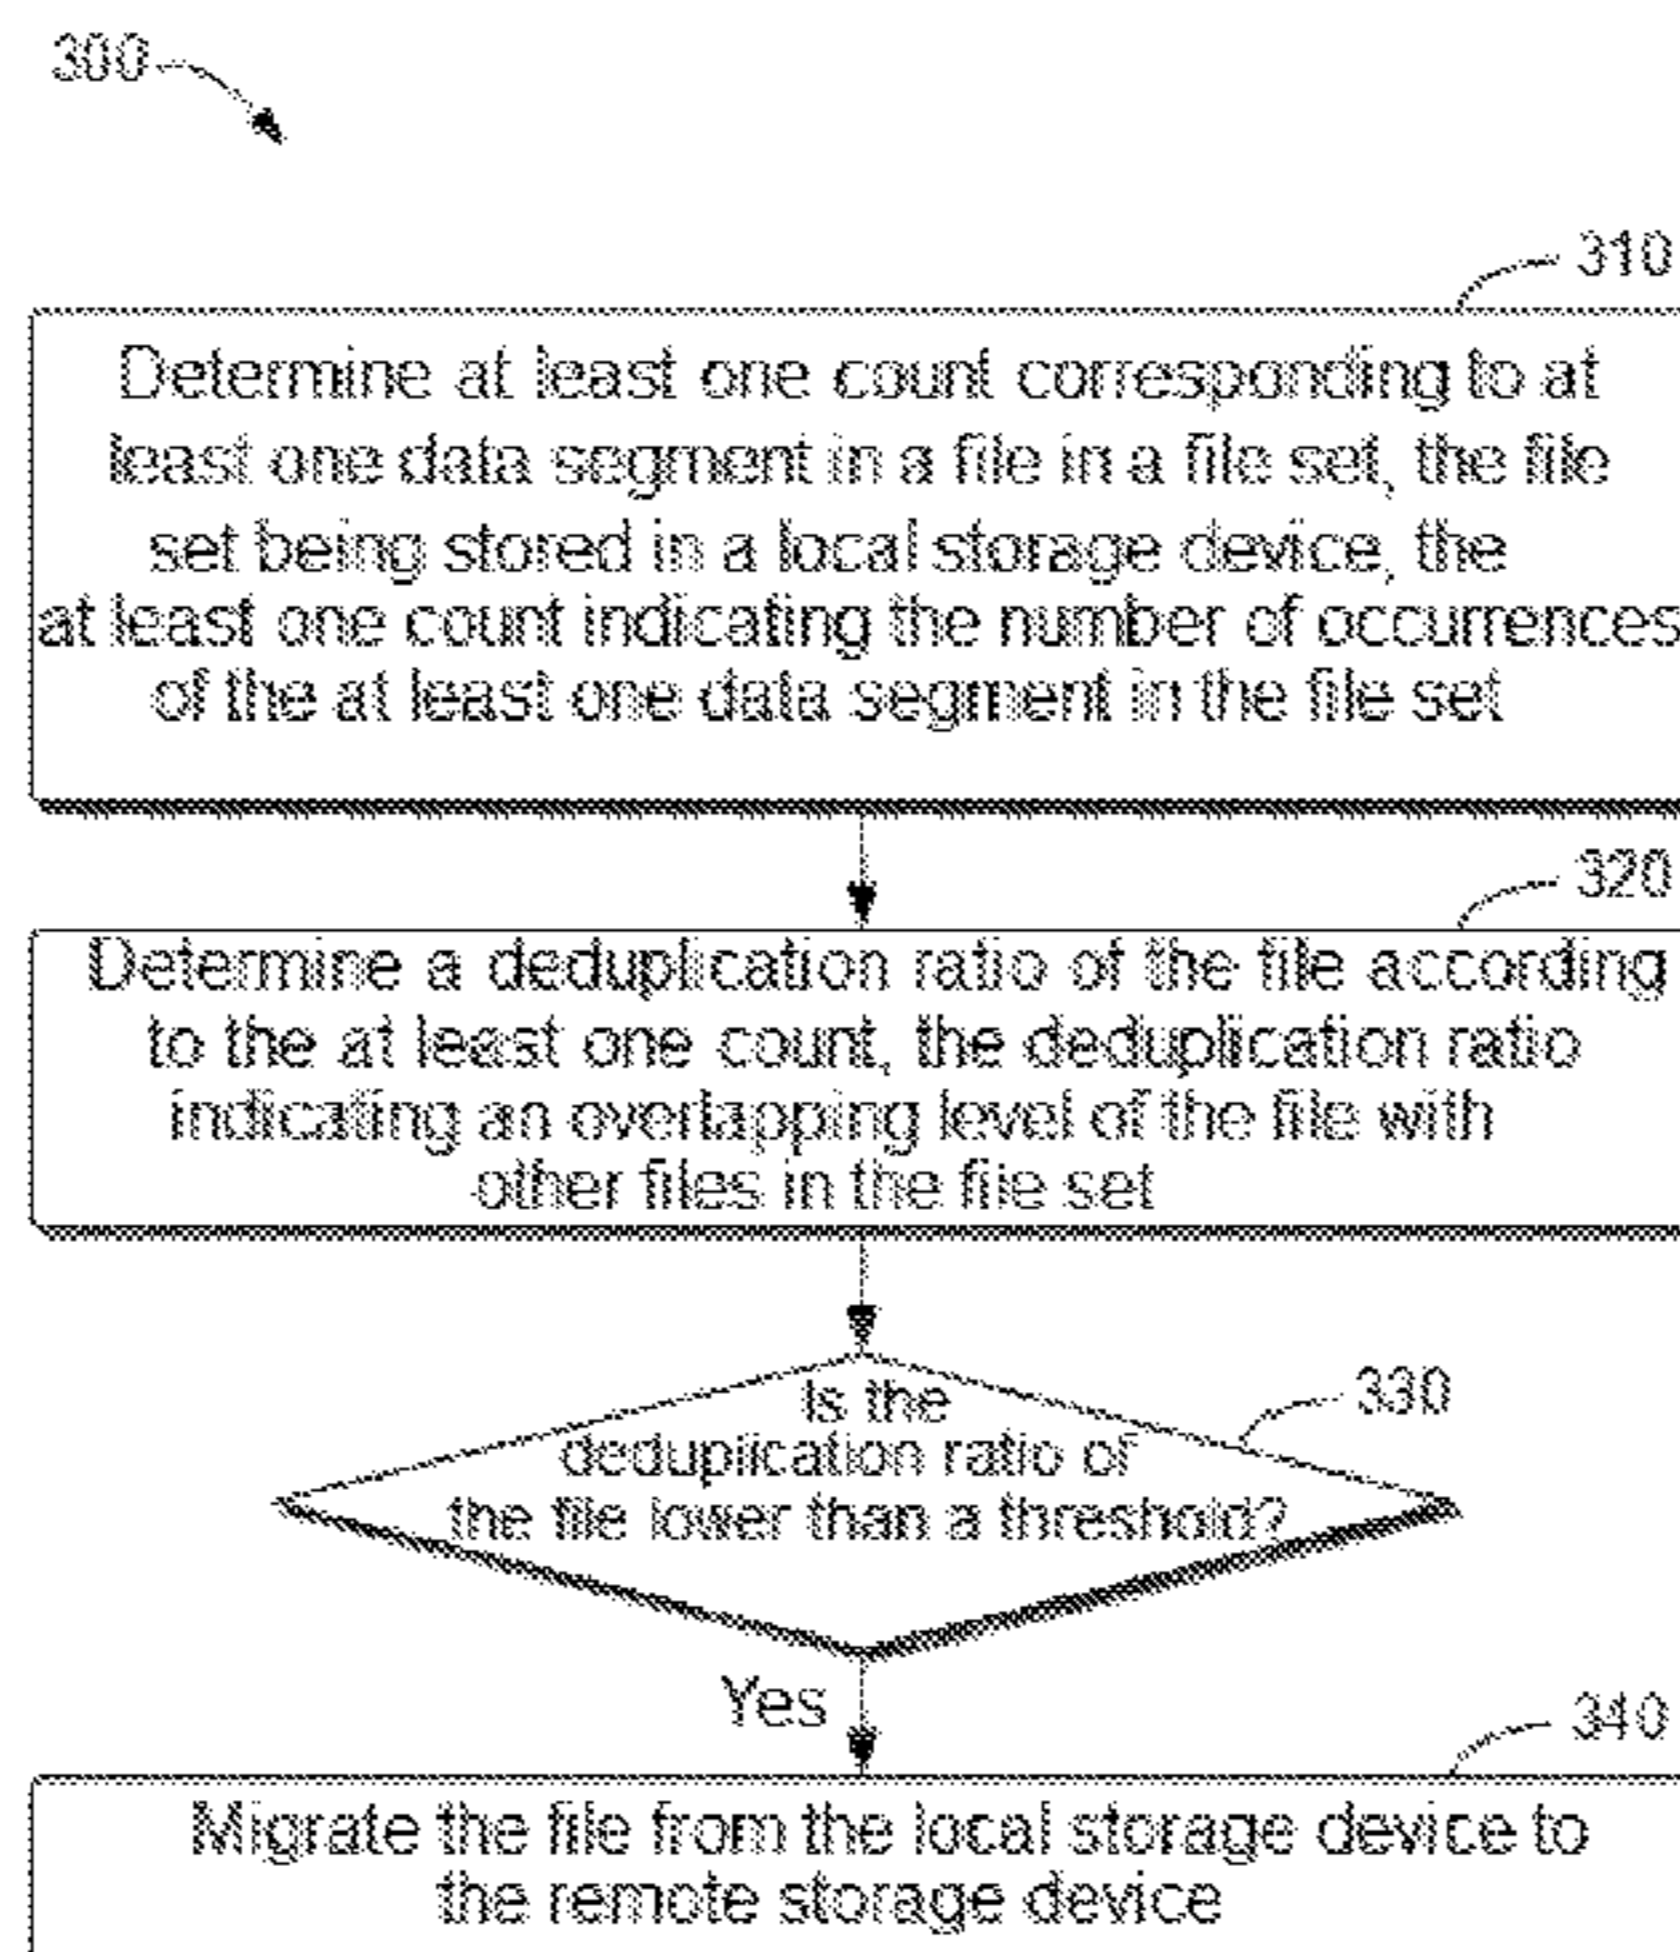 300
310
Determine at least one count corresponding to at
least one data segment in a file in a file set, the file
set being stored in a local storage device, the
at least one count indicating the number of occurrences
of the at least one data segment in the file set
320
Determine a deduplication ratio of the file according
to the at least one count, the deduplication ratio
indicating an overlapping level of the file with
other files in the file set
330
Is the
deduplication ratio of
the file lower than a threshold?
Yes
340
Migrate the file from the local storage device to
the remote storage device